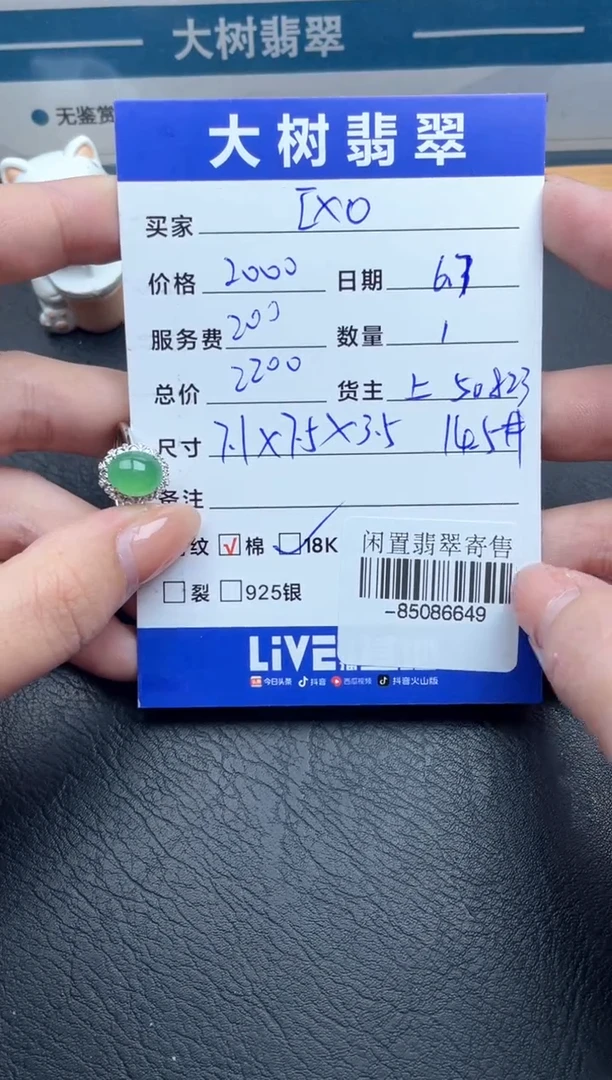 大树翡翠
无鉴赏
大树翡翠
买家 IXO
价格 2000 日期 6.7
服务费 200 数量 1
总价 2200 货主 上 50823
尺寸 7.1X7.5X3.5 14.5#
备注
纹 √ 棉 18K
裂 925银
闲置翡翠寄售
-85086649
LiVE
今日头条 抖音 西瓜视频 抖音火山版